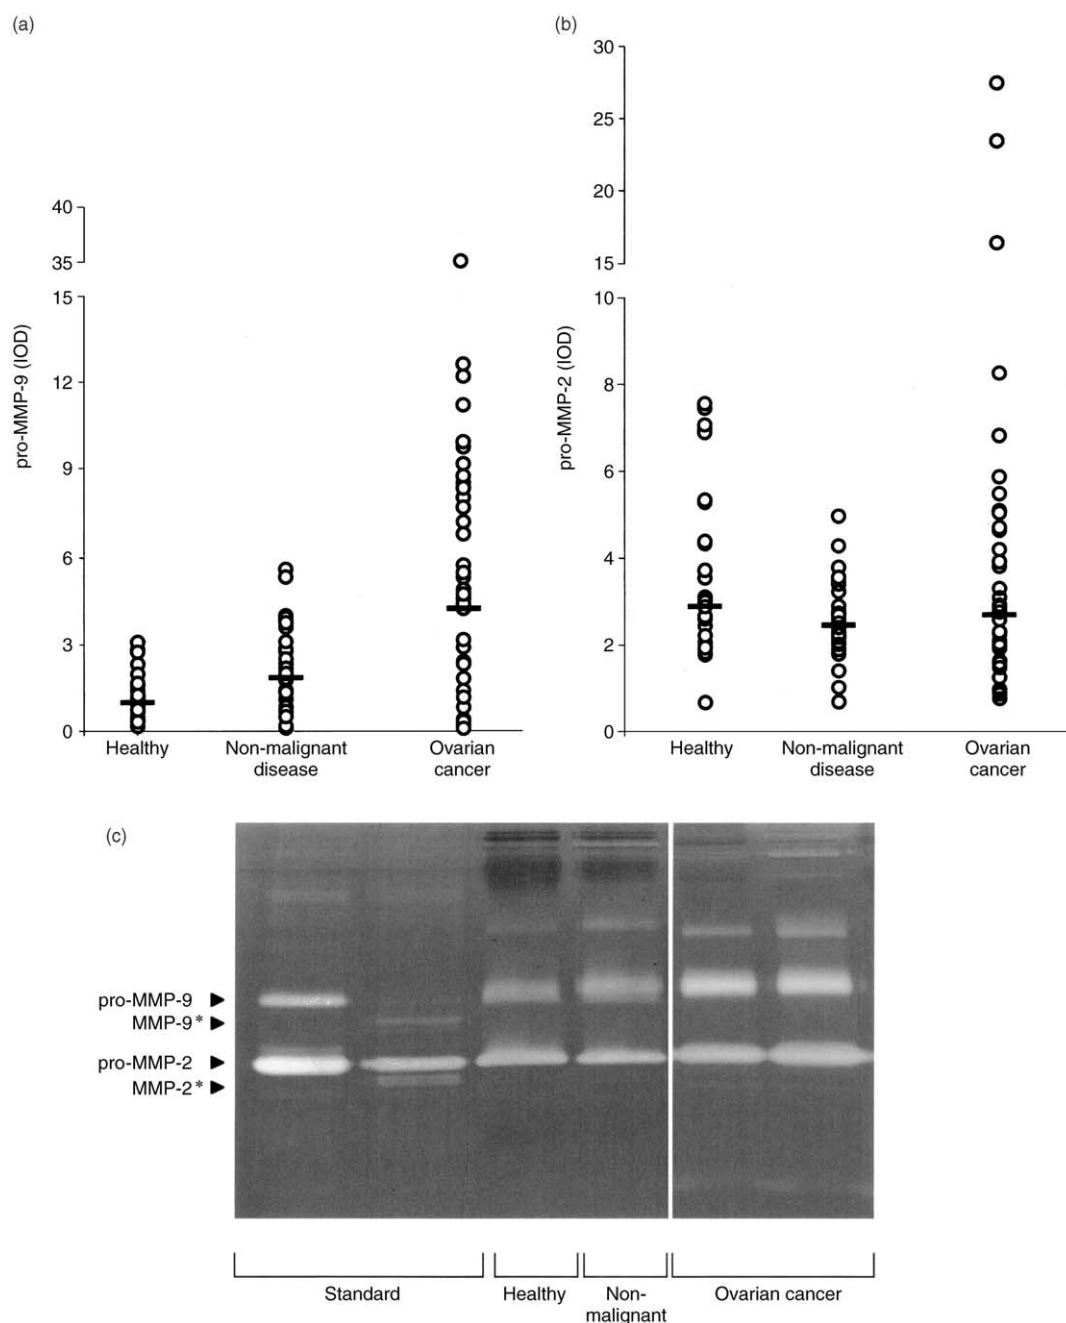 (a)
40
35
15
12
9
6
3
0
pro-MMP-9 (IOD)
Healthy
Non-malignant
disease
Ovarian
cancer
(b)
30
25
20
15
10
8
6
4
2
0
pro-MMP-2 (IOD)
Healthy
Non-malignant
disease
Ovarian
cancer
(c)
pro-MMP-9
MMP-9*
pro-MMP-2
MMP-2*
Standard
Healthy
Non-
malignant
Ovarian cancer